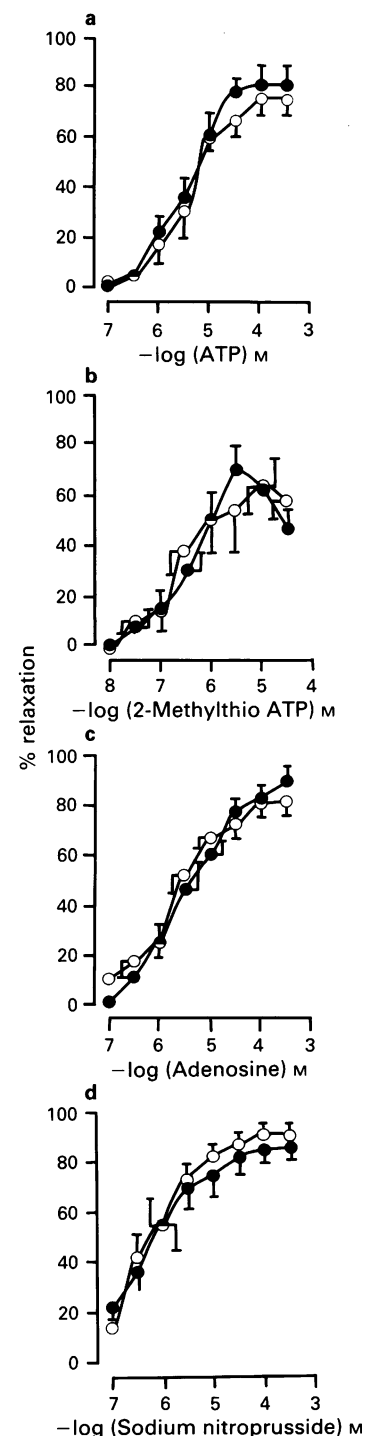 a
100
80
60
40
20
0
7 6 5 4 3
−log (ATP) M
b
100
80
60
40
20
0
8 7 6 5 4
−log (2-Methylthio ATP) M
% relaxation
c
100
80
60
40
20
0
7 6 5 4 3
−log (Adenosine) M
d
100
80
60
40
20
0
7 6 5 4 3
−log (Sodium nitroprusside) M